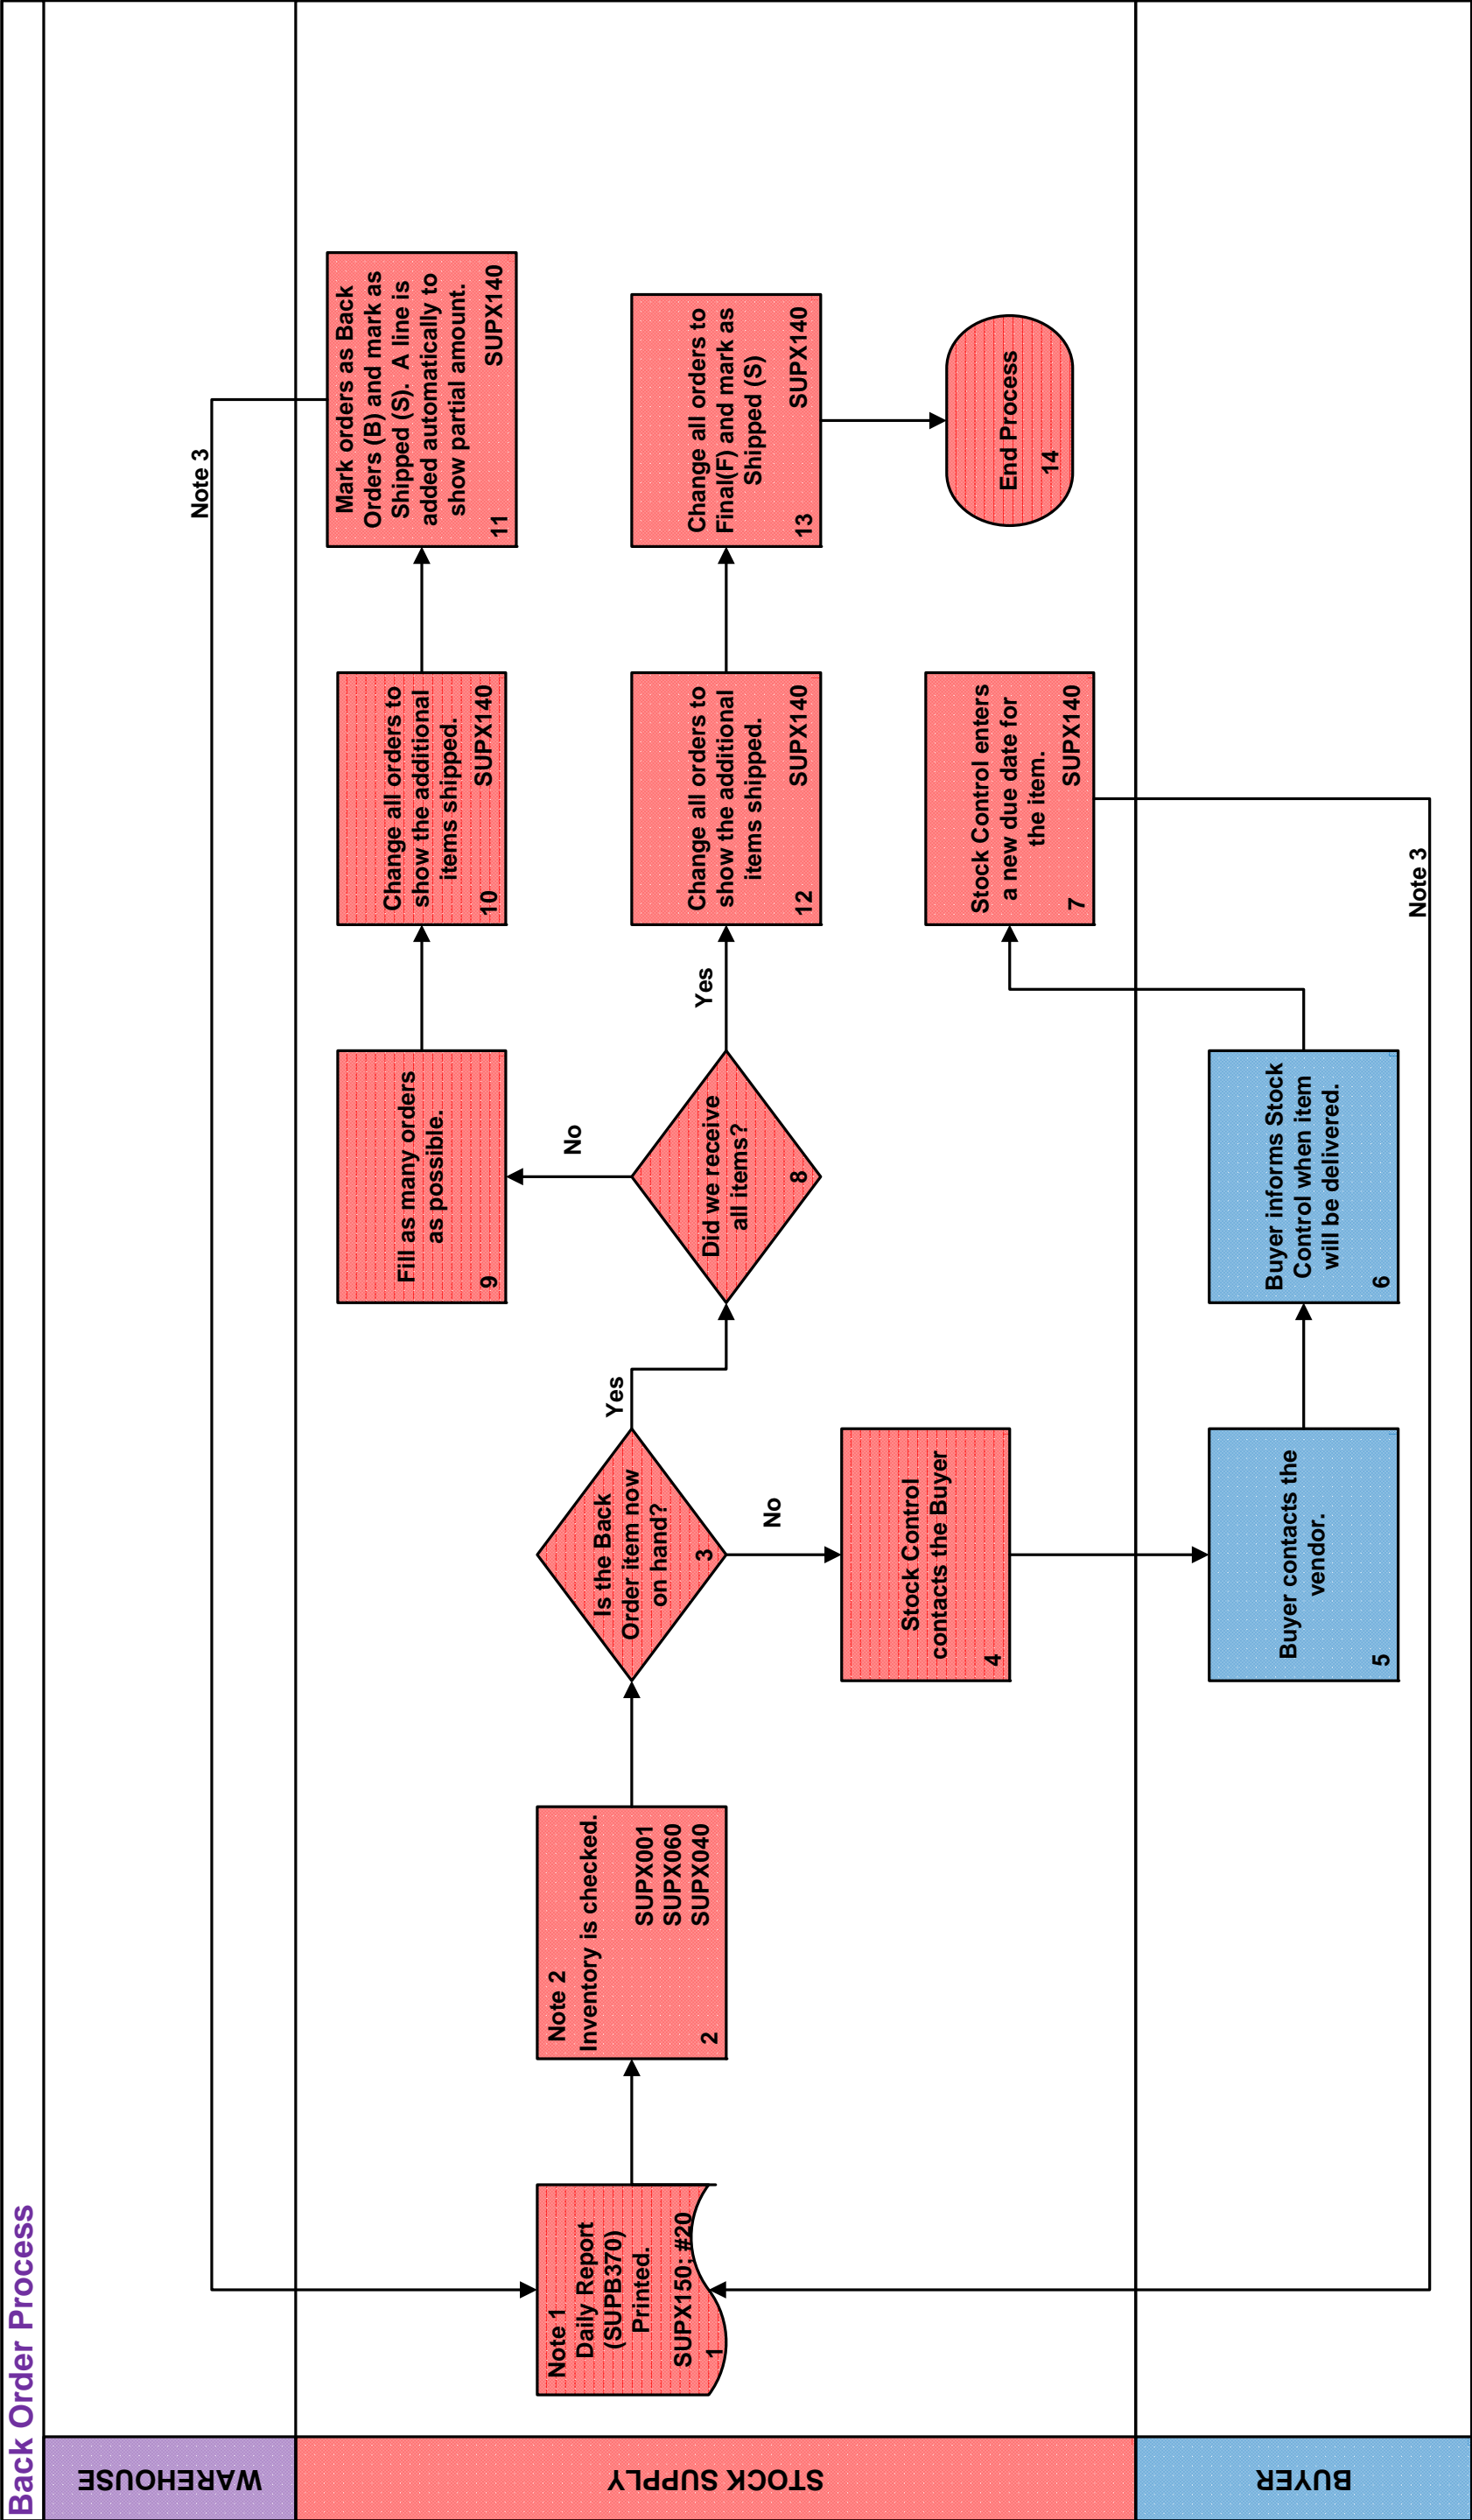 Back Order Process
WAREHOUSE
STOCK SUPPLY
BUYER
Note 3
Note 1
Daily Report
(SUPB370)
Printed.
SUPX150; #20
1
Note 2
Inventory is checked.
SUPX001
SUPX060
SUPX040
2
Is the Back
Order item now
on hand?
3
Yes
No
Stock Control
contacts the Buyer
4
Buyer contacts the
vendor.
5
Buyer informs Stock
Control when item
will be delivered.
6
Stock Control enters
a new due date for
the item.
SUPX140
7
Note 3
Did we receive
all items?
8
No
Yes
Fill as many orders
as possible.
9
Change all orders to
show the additional
items shipped.
SUPX140
10
Mark orders as Back
Orders (B) and mark as
Shipped (S). A line is
added automatically to
show partial amount.
SUPX140
11
Change all orders to
show the additional
items shipped.
SUPX140
12
Change all orders to
Final(F) and mark as
Shipped (S)
SUPX140
13
End Process
14